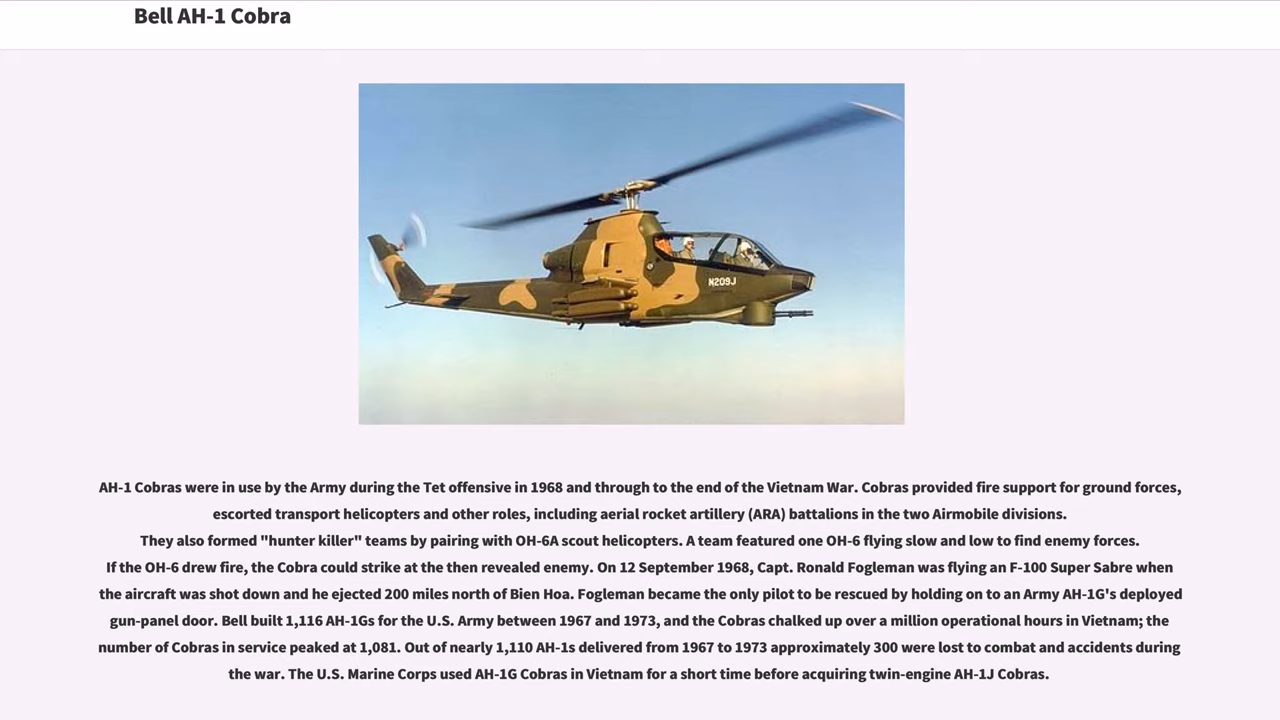 Bell AH-1 Cobra
N209J
AH-1 Cobras were in use by the Army during the Tet offensive in 1968 and through to the end of the Vietnam War. Cobras provided fire support for ground forces,
escorted transport helicopters and other roles, including aerial rocket artillery (ARA) battalions in the two Airmobile divisions.
They also formed "hunter killer" teams by pairing with OH-6A scout helicopters. A team featured one OH-6 flying slow and low to find enemy forces.
If the OH-6 drew fire, the Cobra could strike at the then revealed enemy. On 12 September 1968, Capt. Ronald Fogleman was flying an F-100 Super Sabre when
the aircraft was shot down and he ejected 200 miles north of Bien Hoa. Fogleman became the only pilot to be rescued by holding on to an Army AH-1G's deployed
gun-panel door. Bell built 1,116 AH-1Gs for the U.S. Army between 1967 and 1973, and the Cobras chalked up over a million operational hours in Vietnam; the
number of Cobras in service peaked at 1,081. Out of nearly 1,110 AH-1s delivered from 1967 to 1973 approximately 300 were lost to combat and accidents during
the war. The U.S. Marine Corps used AH-1G Cobras in Vietnam for a short time before acquiring twin-engine AH-1J Cobras.